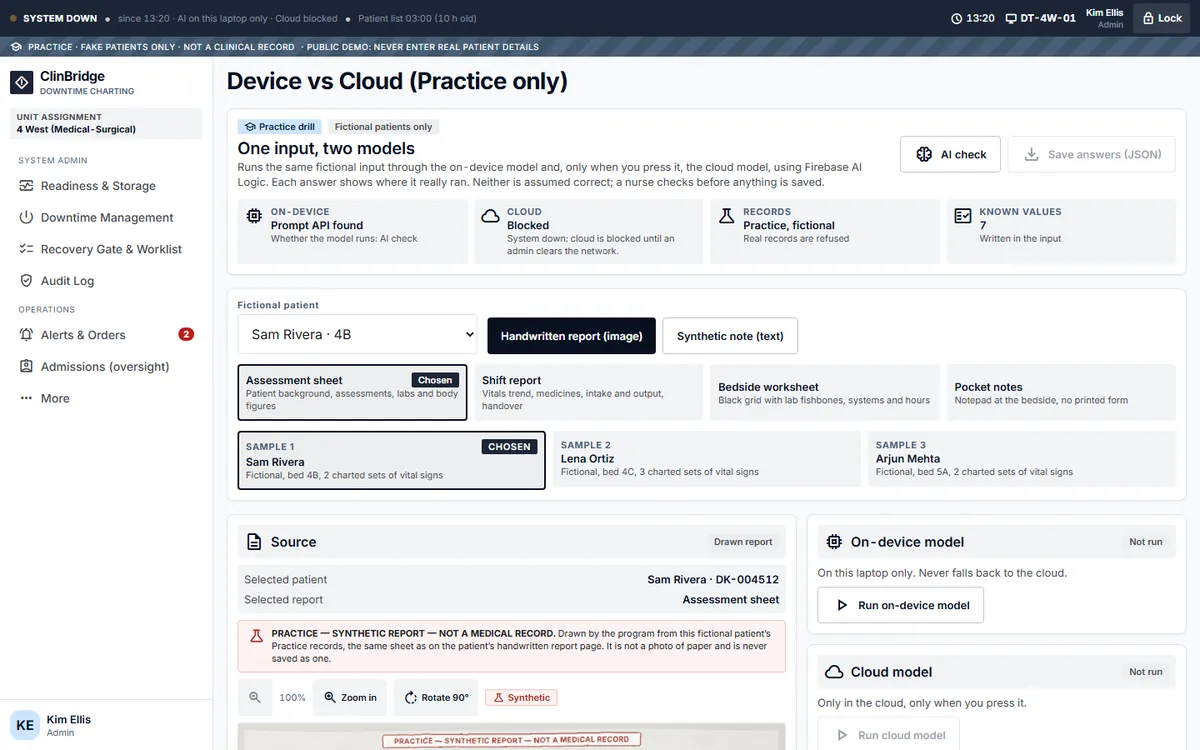 SYSTEM DOWN • since 13:20 · AI on this laptop only · Cloud blocked • Patient list 03:00 (10 h old)
13:20 DT-4W-01 Kim Ellis Admin Lock
PRACTICE · FAKE PATIENTS ONLY · NOT A CLINICAL RECORD · PUBLIC DEMO: NEVER ENTER REAL PATIENT DETAILS
ClinBridge
DOWNTIME CHARTING
UNIT ASSIGNMENT
4 West (Medical-Surgical)
SYSTEM ADMIN
Readiness & Storage
Downtime Management
Recovery Gate & Worklist
Audit Log
OPERATIONS
Alerts & Orders 2
Admissions (oversight)
More
KE Kim Ellis
Admin
Device vs Cloud (Practice only)
Practice drill Fictional patients only
One input, two models
Runs the same fictional input through the on-device model and, only when you press it, the cloud model, using Firebase AI
Logic. Each answer shows where it really ran. Neither is assumed correct; a nurse checks before anything is saved.
AI check Save answers (JSON)
ON-DEVICE
Prompt API found
Whether the model runs: AI check
CLOUD
Blocked
System down: cloud is blocked until an
admin clears the network.
RECORDS
Practice, fictional
Real records are refused
KNOWN VALUES
7
Written in the input
Fictional patient
Sam Rivera · 4B Handwritten report (image) Synthetic note (text)
Assessment sheet Chosen
Patient background, assessments, labs and body
figures
Shift report
Vitals trend, medicines, intake and output,
handover
Bedside worksheet
Black grid with lab fishbones, systems and hours
Pocket notes
Notepad at the bedside, no printed form
SAMPLE 1 CHOSEN
Sam Rivera
Fictional, bed 4B, 2 charted sets of vital signs
SAMPLE 2
Lena Ortiz
Fictional, bed 4C, 3 charted sets of vital signs
SAMPLE 3
Arjun Mehta
Fictional, bed 5A, 2 charted sets of vital signs
Source Drawn report
Selected patient Sam Rivera · DK-004512
Selected report Assessment sheet
PRACTICE — SYNTHETIC REPORT — NOT A MEDICAL RECORD. Drawn by the program from this fictional patient's
Practice records, the same sheet as on the patient's handwritten report page. It is not a photo of paper and is never
saved as one.
100% Zoom in Rotate 90° Synthetic
PRACTICE — SYNTHETIC REPORT — NOT A MEDICAL RECORD
On-device model Not run
On this laptop only. Never falls back to the cloud.
Run on-device model
Cloud model Not run
Only in the cloud, only when you press it.
Run cloud model